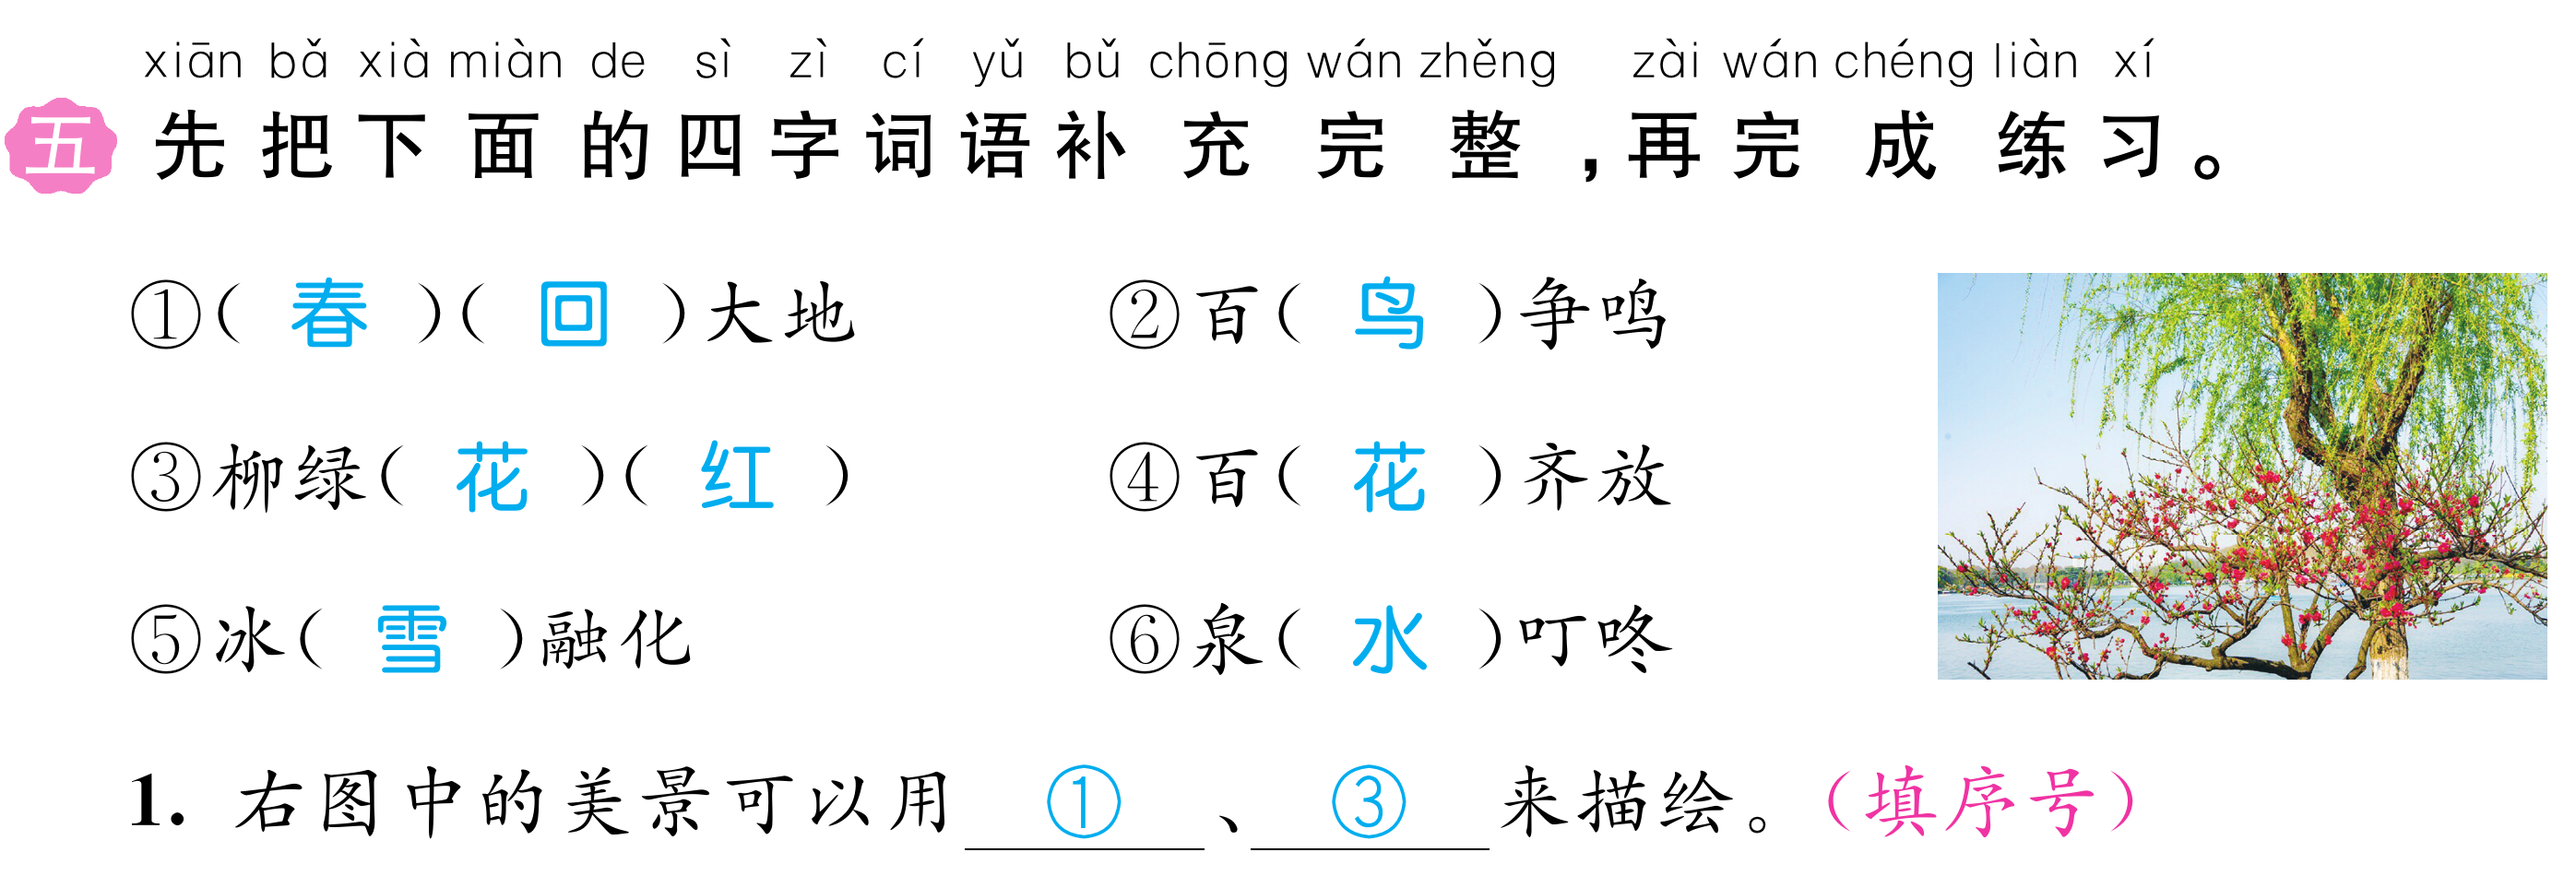 xiān bǎ xià miàn de sì zì cí yǔ bǔ chōng wán zhěng zài wán chéng liàn xí
五 先把下面的四字词语补充完整,再完成练习。
①( 春 )( 回 )大地 ②百( 鸟 )争鸣
③柳绿( 花 )( 红 ) ④百( 花 )齐放
⑤冰( 雪 )融化 ⑥泉( 水 )叮咚
1. 右图中的美景可以用 ① 、 ③ 来描绘。(填序号)